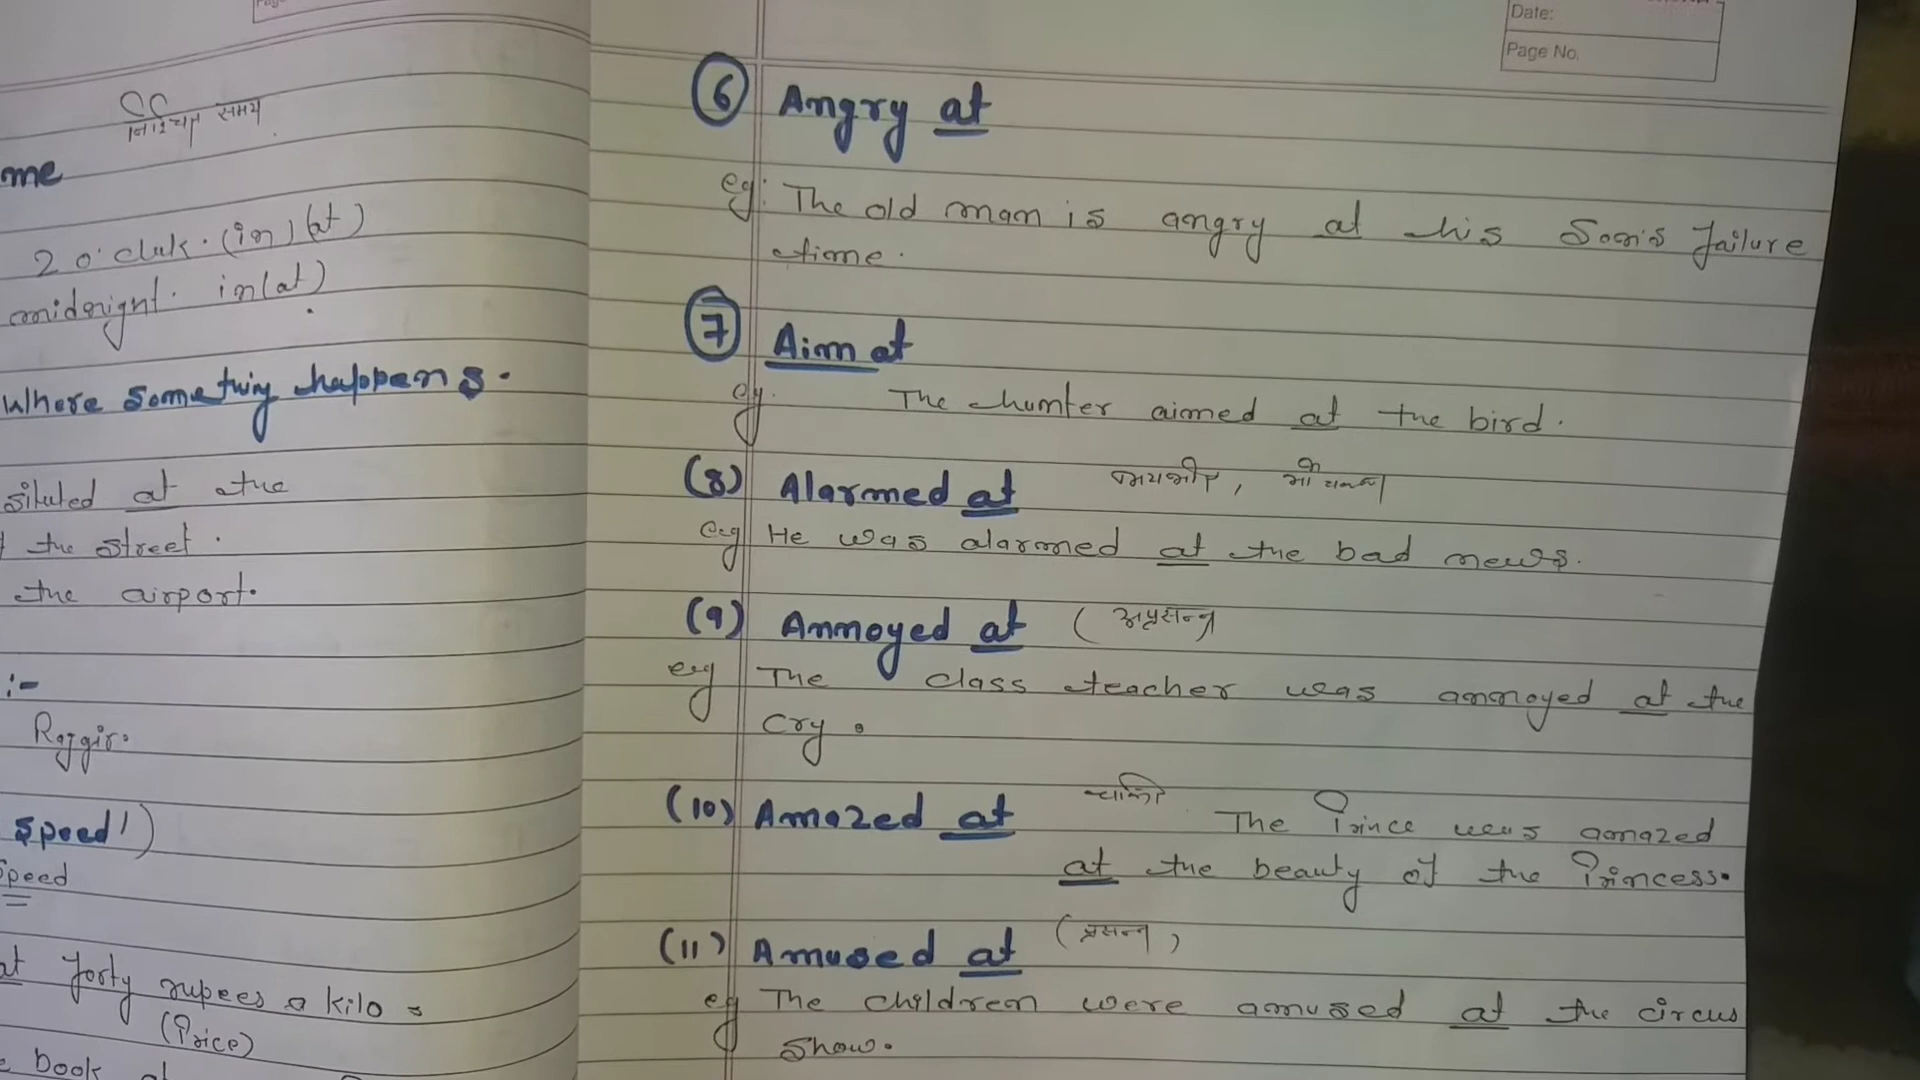 निश्चित समय
me
2 o'cluk. (in) (at)
midnight. in (at)
Where something happens.
situted at the
the street.
the airport.
:-
Rajgir.
Speed')
Speed
at forty rupees a kilo
(Price)
book at
Date:
Page No.
6 Angry at
eg: The old man is angry at his Son's failure
time.
7 Aim at
eg. The hunter aimed at the bird.
(8) Alarmed at भयभीत,
e.g He was alarmed at the bad news.
(9) Annoyed at (अप्रसन्न)
e.g The class teacher was annoyed at the
cry.
(10) Amazed at चकित The Prince was amazed
at the beauty of the Princess.
(11) Amused at (प्रसन्न)
eg The children were amused at the circus
Show.